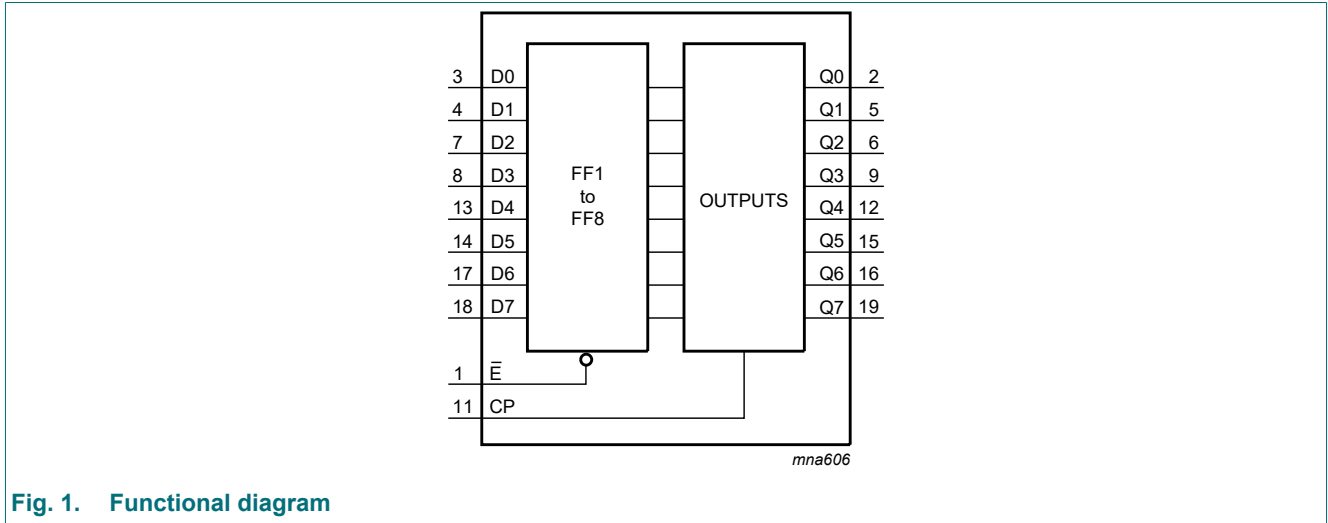 3 D0 Q0 2
4 D1 Q1 5
7 D2 Q2 6
8 D3 FF1 Q3 9
to OUTPUTS
13 D4 FF8 Q4 12
14 D5 Q5 15
17 D6 Q6 16
18 D7 Q7 19
1 E̅
11 CP
mna606
Fig. 1. Functional diagram